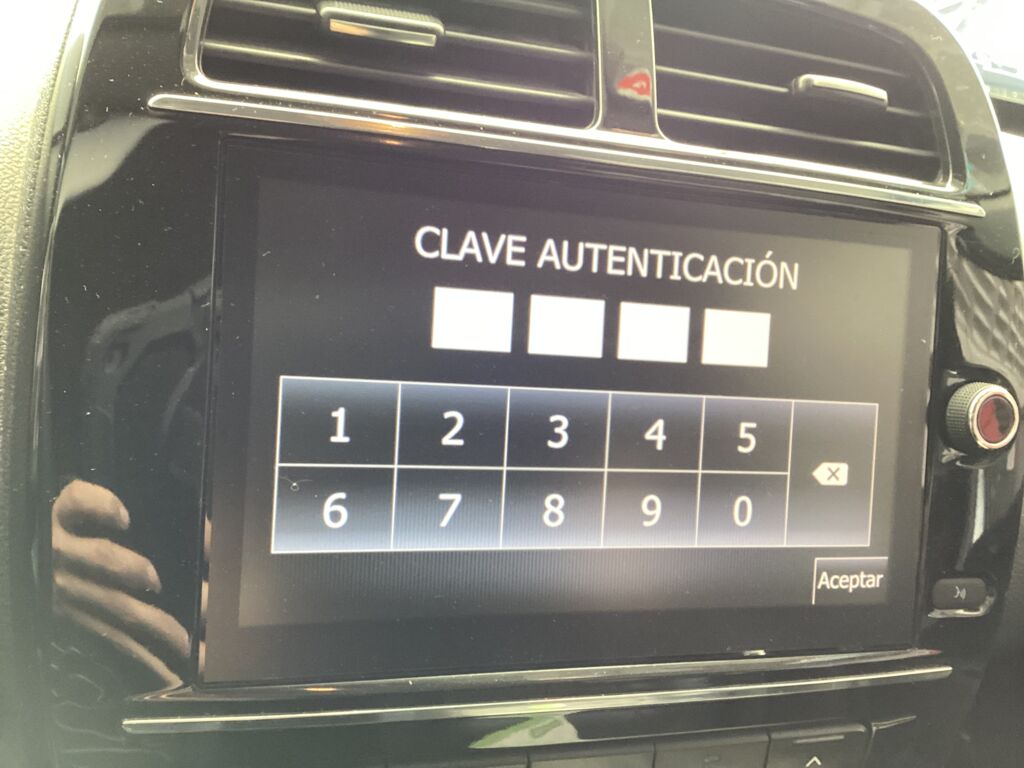 CLAVE AUTENTICACIÓN
1 2 3 4 5
6 7 8 9 0
Aceptar